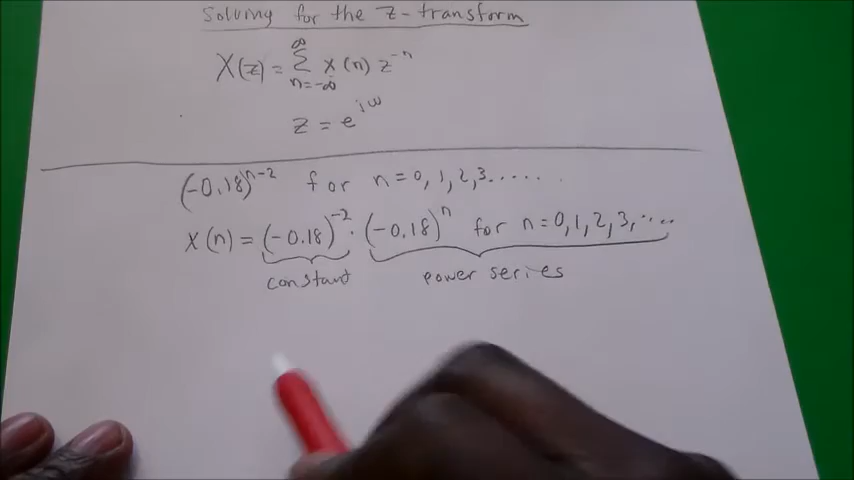 Solving for the Z-transform
X(z) = ∞ Σ n=-∞ x(n) z^-n
z = e^iω
(-0.18)^n-2 for n=0,1,2,3......
x(n) = (-0.18)^-2 · (-0.18)^n for n=0,1,2,3,....
constant power series